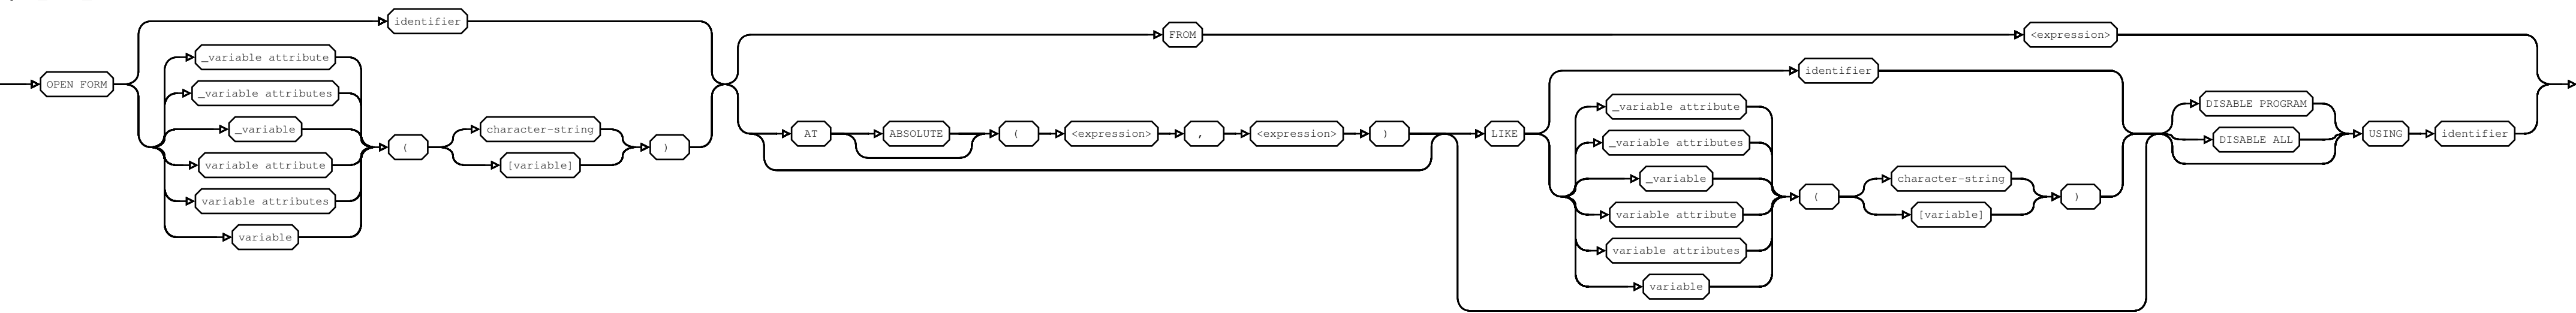 OPEN FORM
identifier
_variable attribute
_variable attributes
_variable
variable attribute
variable attributes
variable
(
character-string
[variable]
)
FROM
<expression>
AT
ABSOLUTE
(
<expression>
,
<expression>
)
LIKE
identifier
_variable attribute
_variable attributes
_variable
variable attribute
variable attributes
variable
(
character-string
[variable]
)
DISABLE PROGRAM
DISABLE ALL
USING
identifier